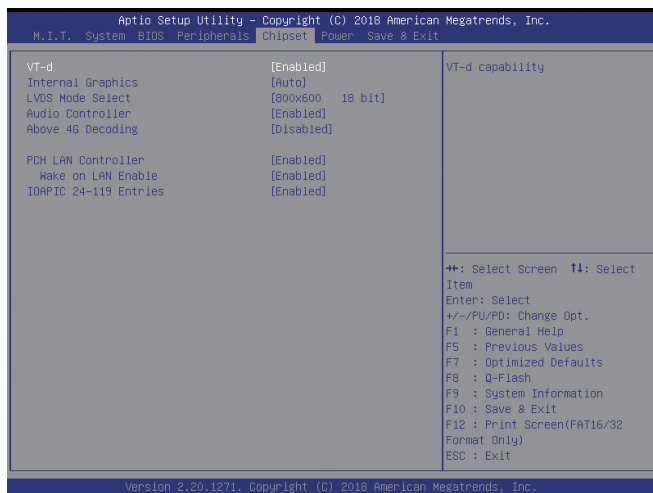 Aptio Setup Utility – Copyright (C) 2018 American Megatrends, Inc.
M.I.T. System BIOS Peripherals Chipset Power Save & Exit
VT-d [Enabled]
Internal Graphics [Auto]
LVDS Mode Select [800x600 18 bit]
Audio Controller [Enabled]
Above 4G Decoding [Disabled]
PCH LAN Controller [Enabled]
Wake on LAN Enable [Enabled]
IOAPIC 24-119 Entries [Enabled]
VT-d capability
→←: Select Screen ↑↓: Select
Item
Enter: Select
+/-/PU/PD: Change Opt.
F1 : General Help
F5 : Previous Values
F7 : Optimized Defaults
F8 : Q-Flash
F9 : System Information
F10 : Save & Exit
F12 : Print Screen(FAT16/32
Format Only)
ESC : Exit
Version 2.20.1271. Copyright (C) 2018 American Megatrends, Inc.